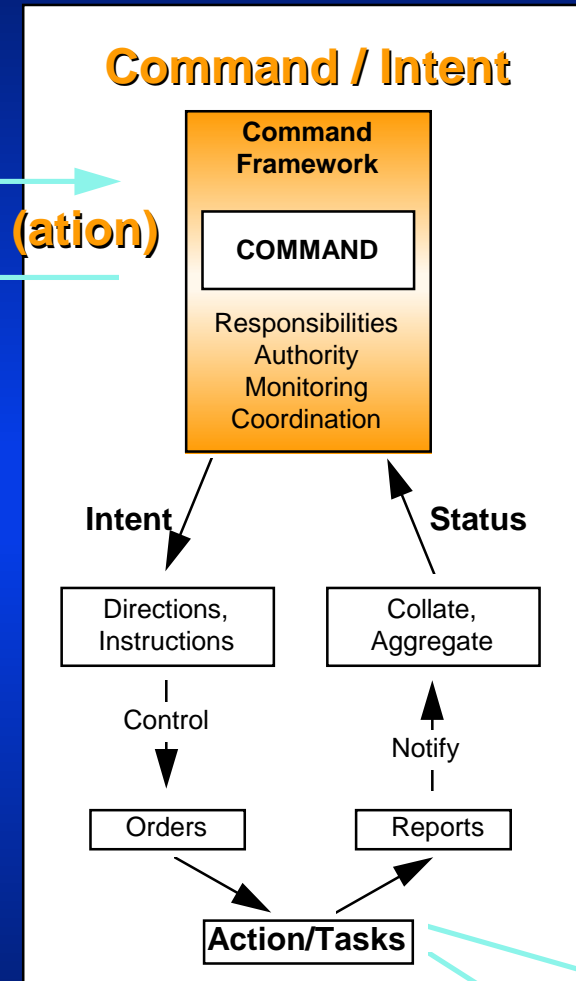 Command / Intent
Command
Framework
(ation)
COMMAND
Responsibilities
Authority
Monitoring
Coordination
Intent
Status
Directions,
Instructions
Collate,
Aggregate
Control
Notify
Orders
Reports
Action/Tasks